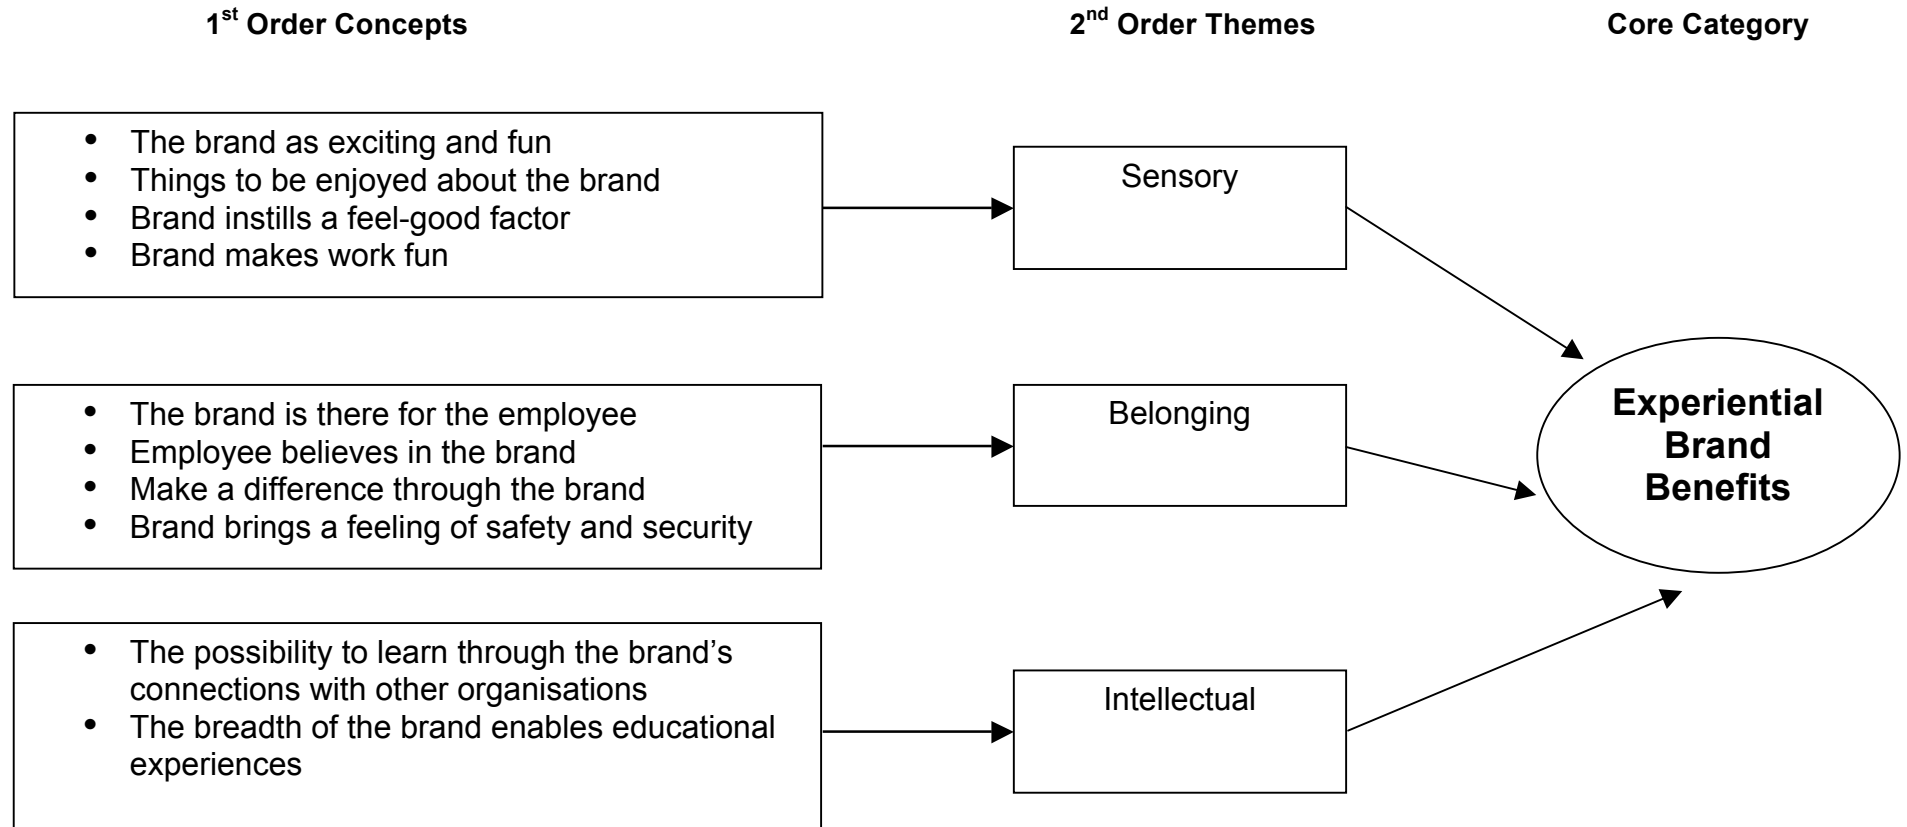 1st Order Concepts
2nd Order Themes
Core Category
• The brand as exciting and fun
• Things to be enjoyed about the brand
• Brand instills a feel-good factor
• Brand makes work fun
Sensory
• The brand is there for the employee
• Employee believes in the brand
• Make a difference through the brand
• Brand brings a feeling of safety and security
Belonging
• The possibility to learn through the brand’s
connections with other organisations
• The breadth of the brand enables educational
experiences
Intellectual
Experiential
Brand
Benefits